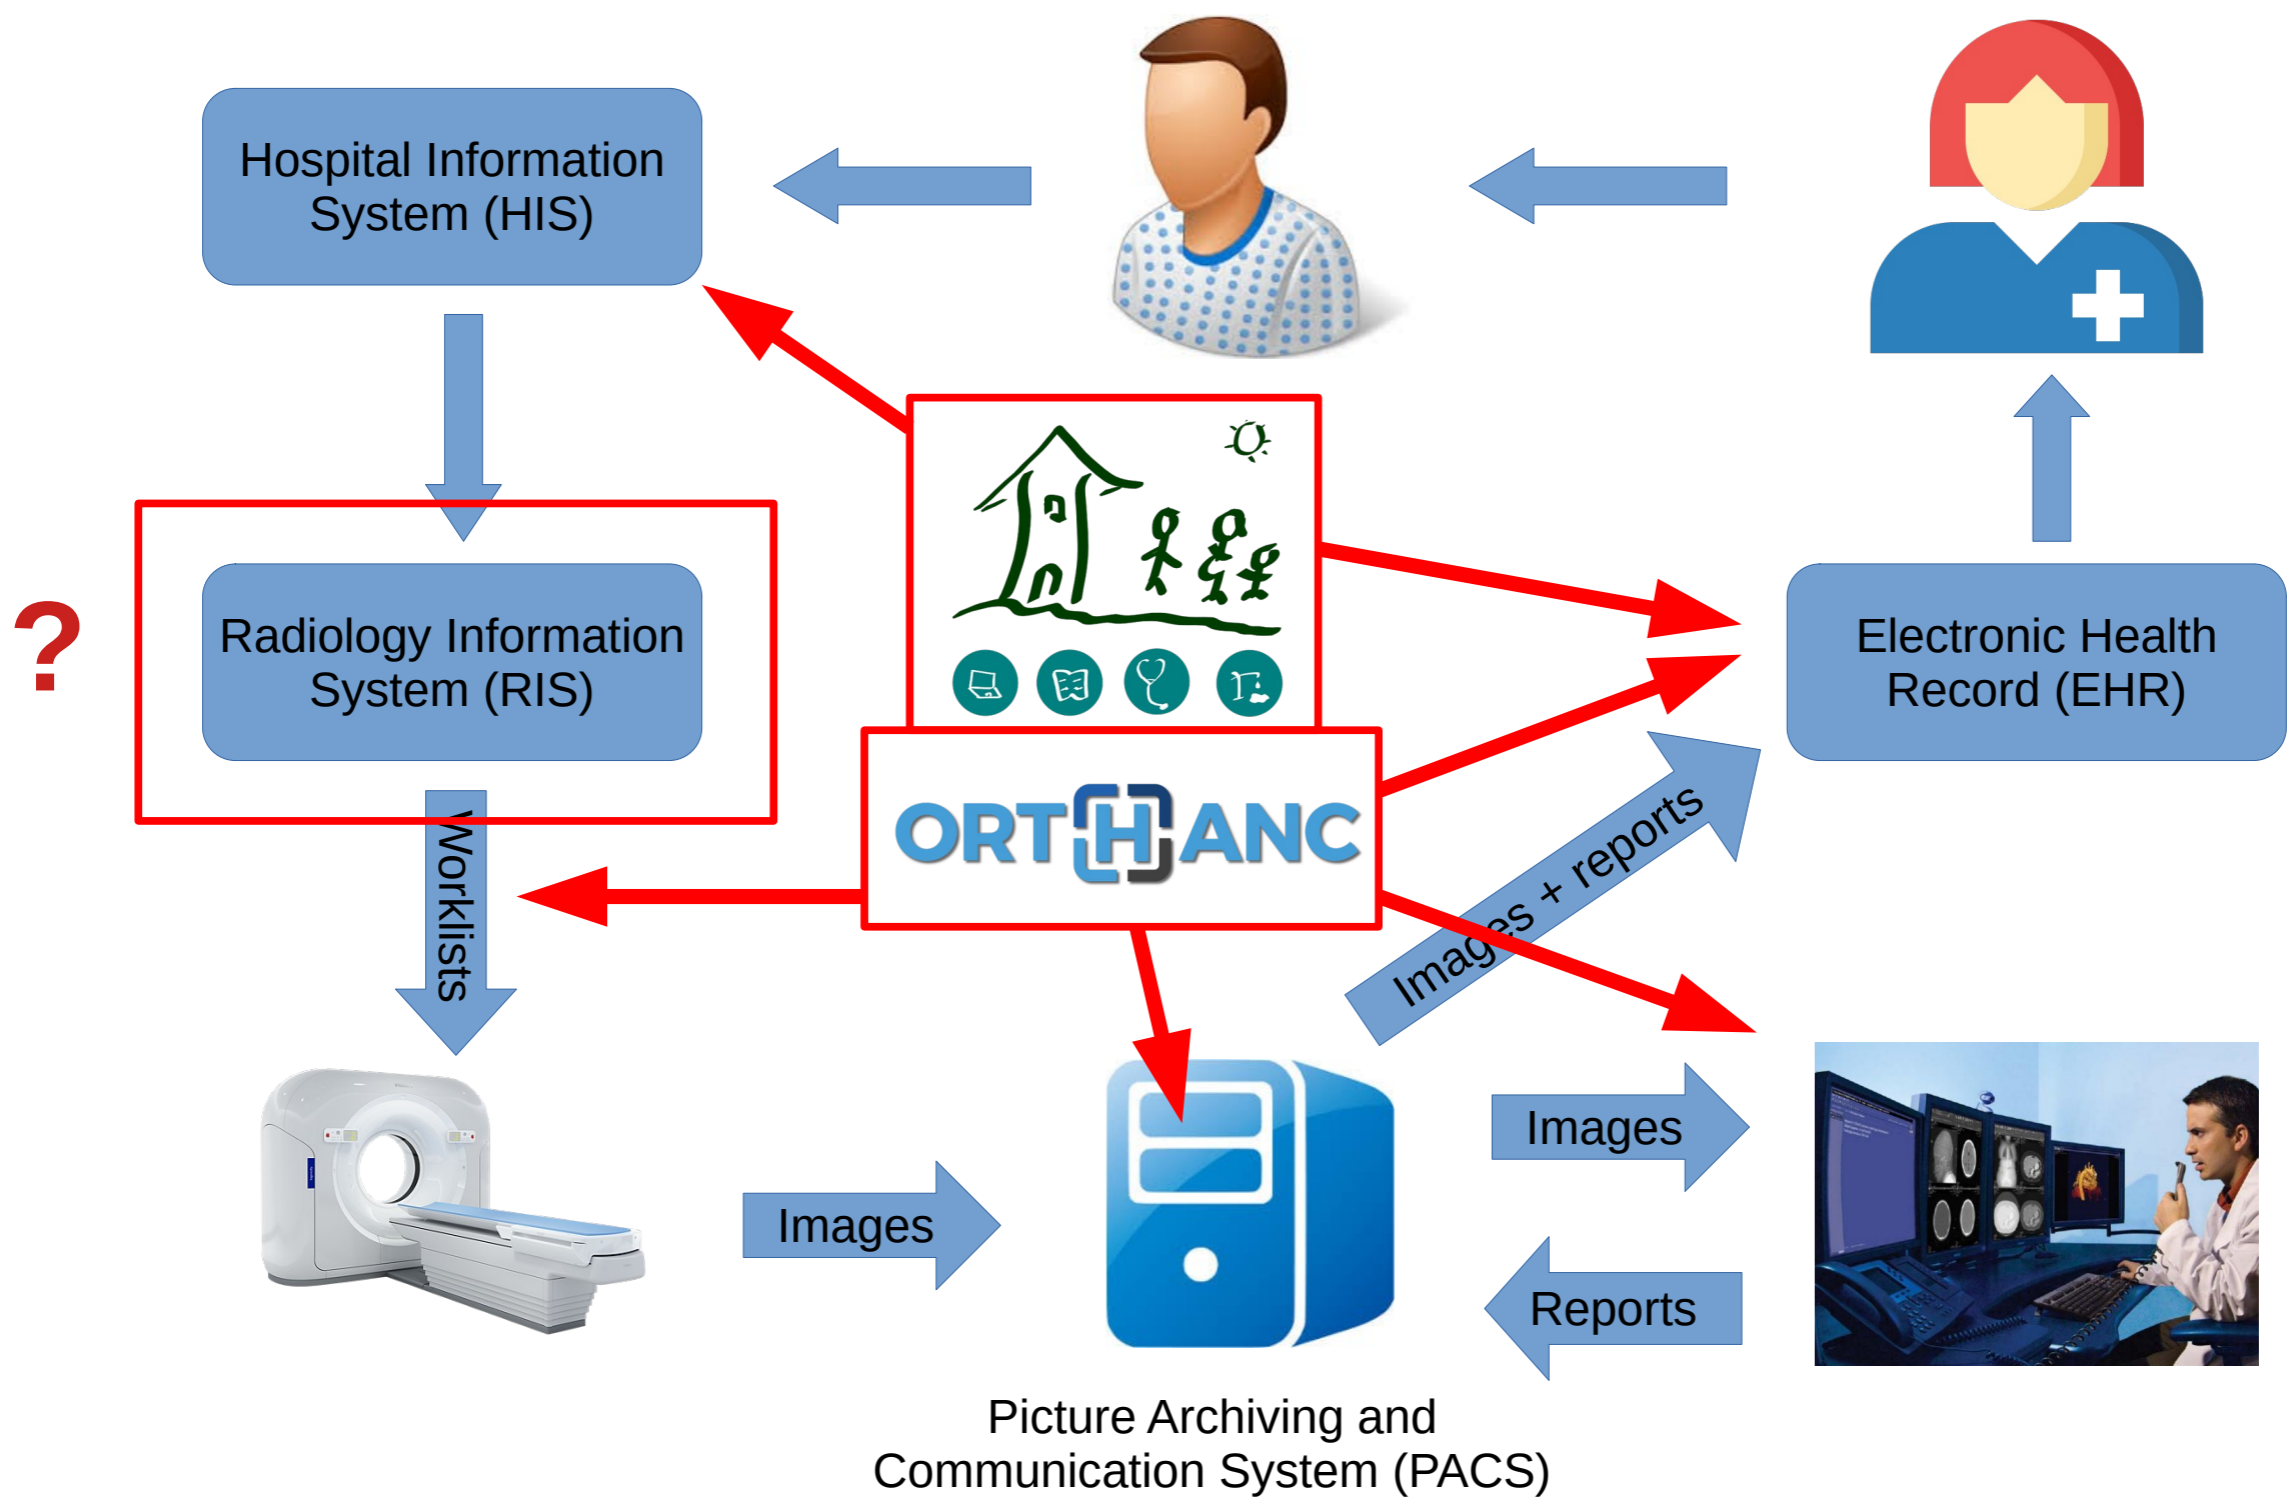 Hospital Information
System (HIS)
?
Radiology Information
System (RIS)
Electronic Health
Record (EHR)
ORTHANC
Worklists
Images + reports
Images
Images
Reports
Picture Archiving and
Communication System (PACS)